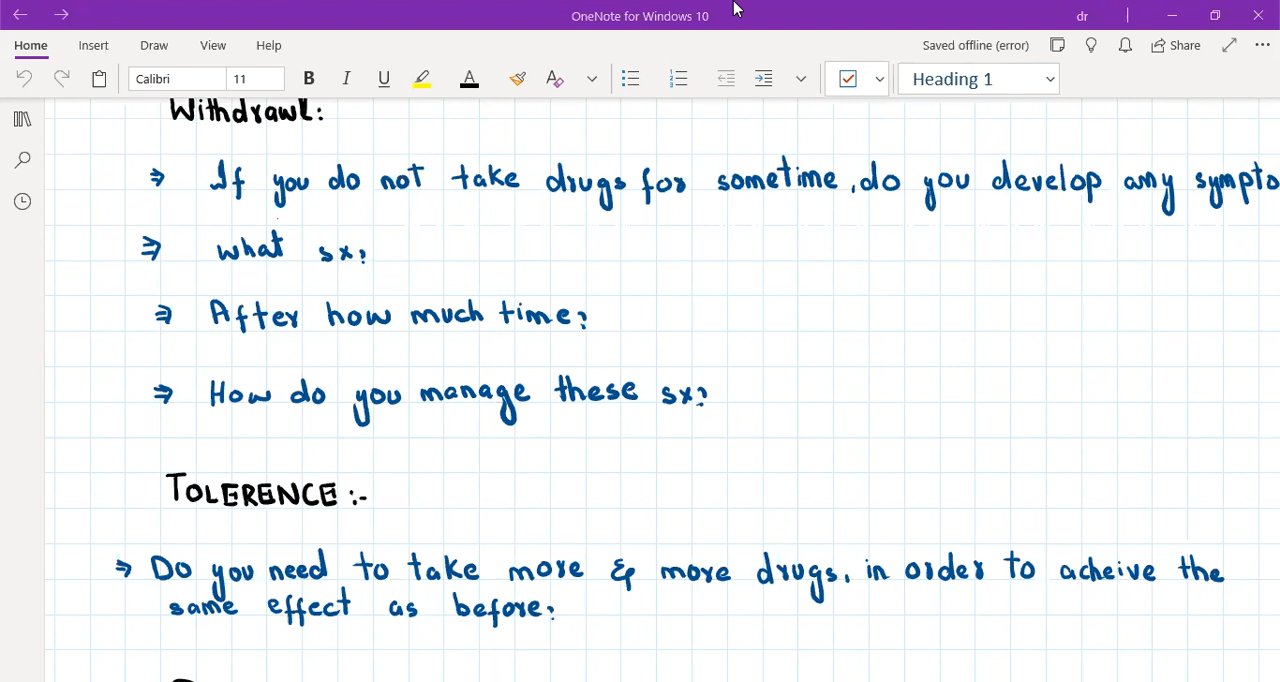 OneNote for Windows 10
dr
Home Insert Draw View Help
Saved offline (error)
Share
Calibri 11 B I U A A Heading 1
Withdrawl:
⇒ If you do not take drugs for sometime, do you develop any sympto
⇒ what sx?
⇒ After how much time?
⇒ How do you manage these sx?
TOLERENCE :-
⇒ Do you need to take more & more drugs, in order to acheive the
same effect as before?